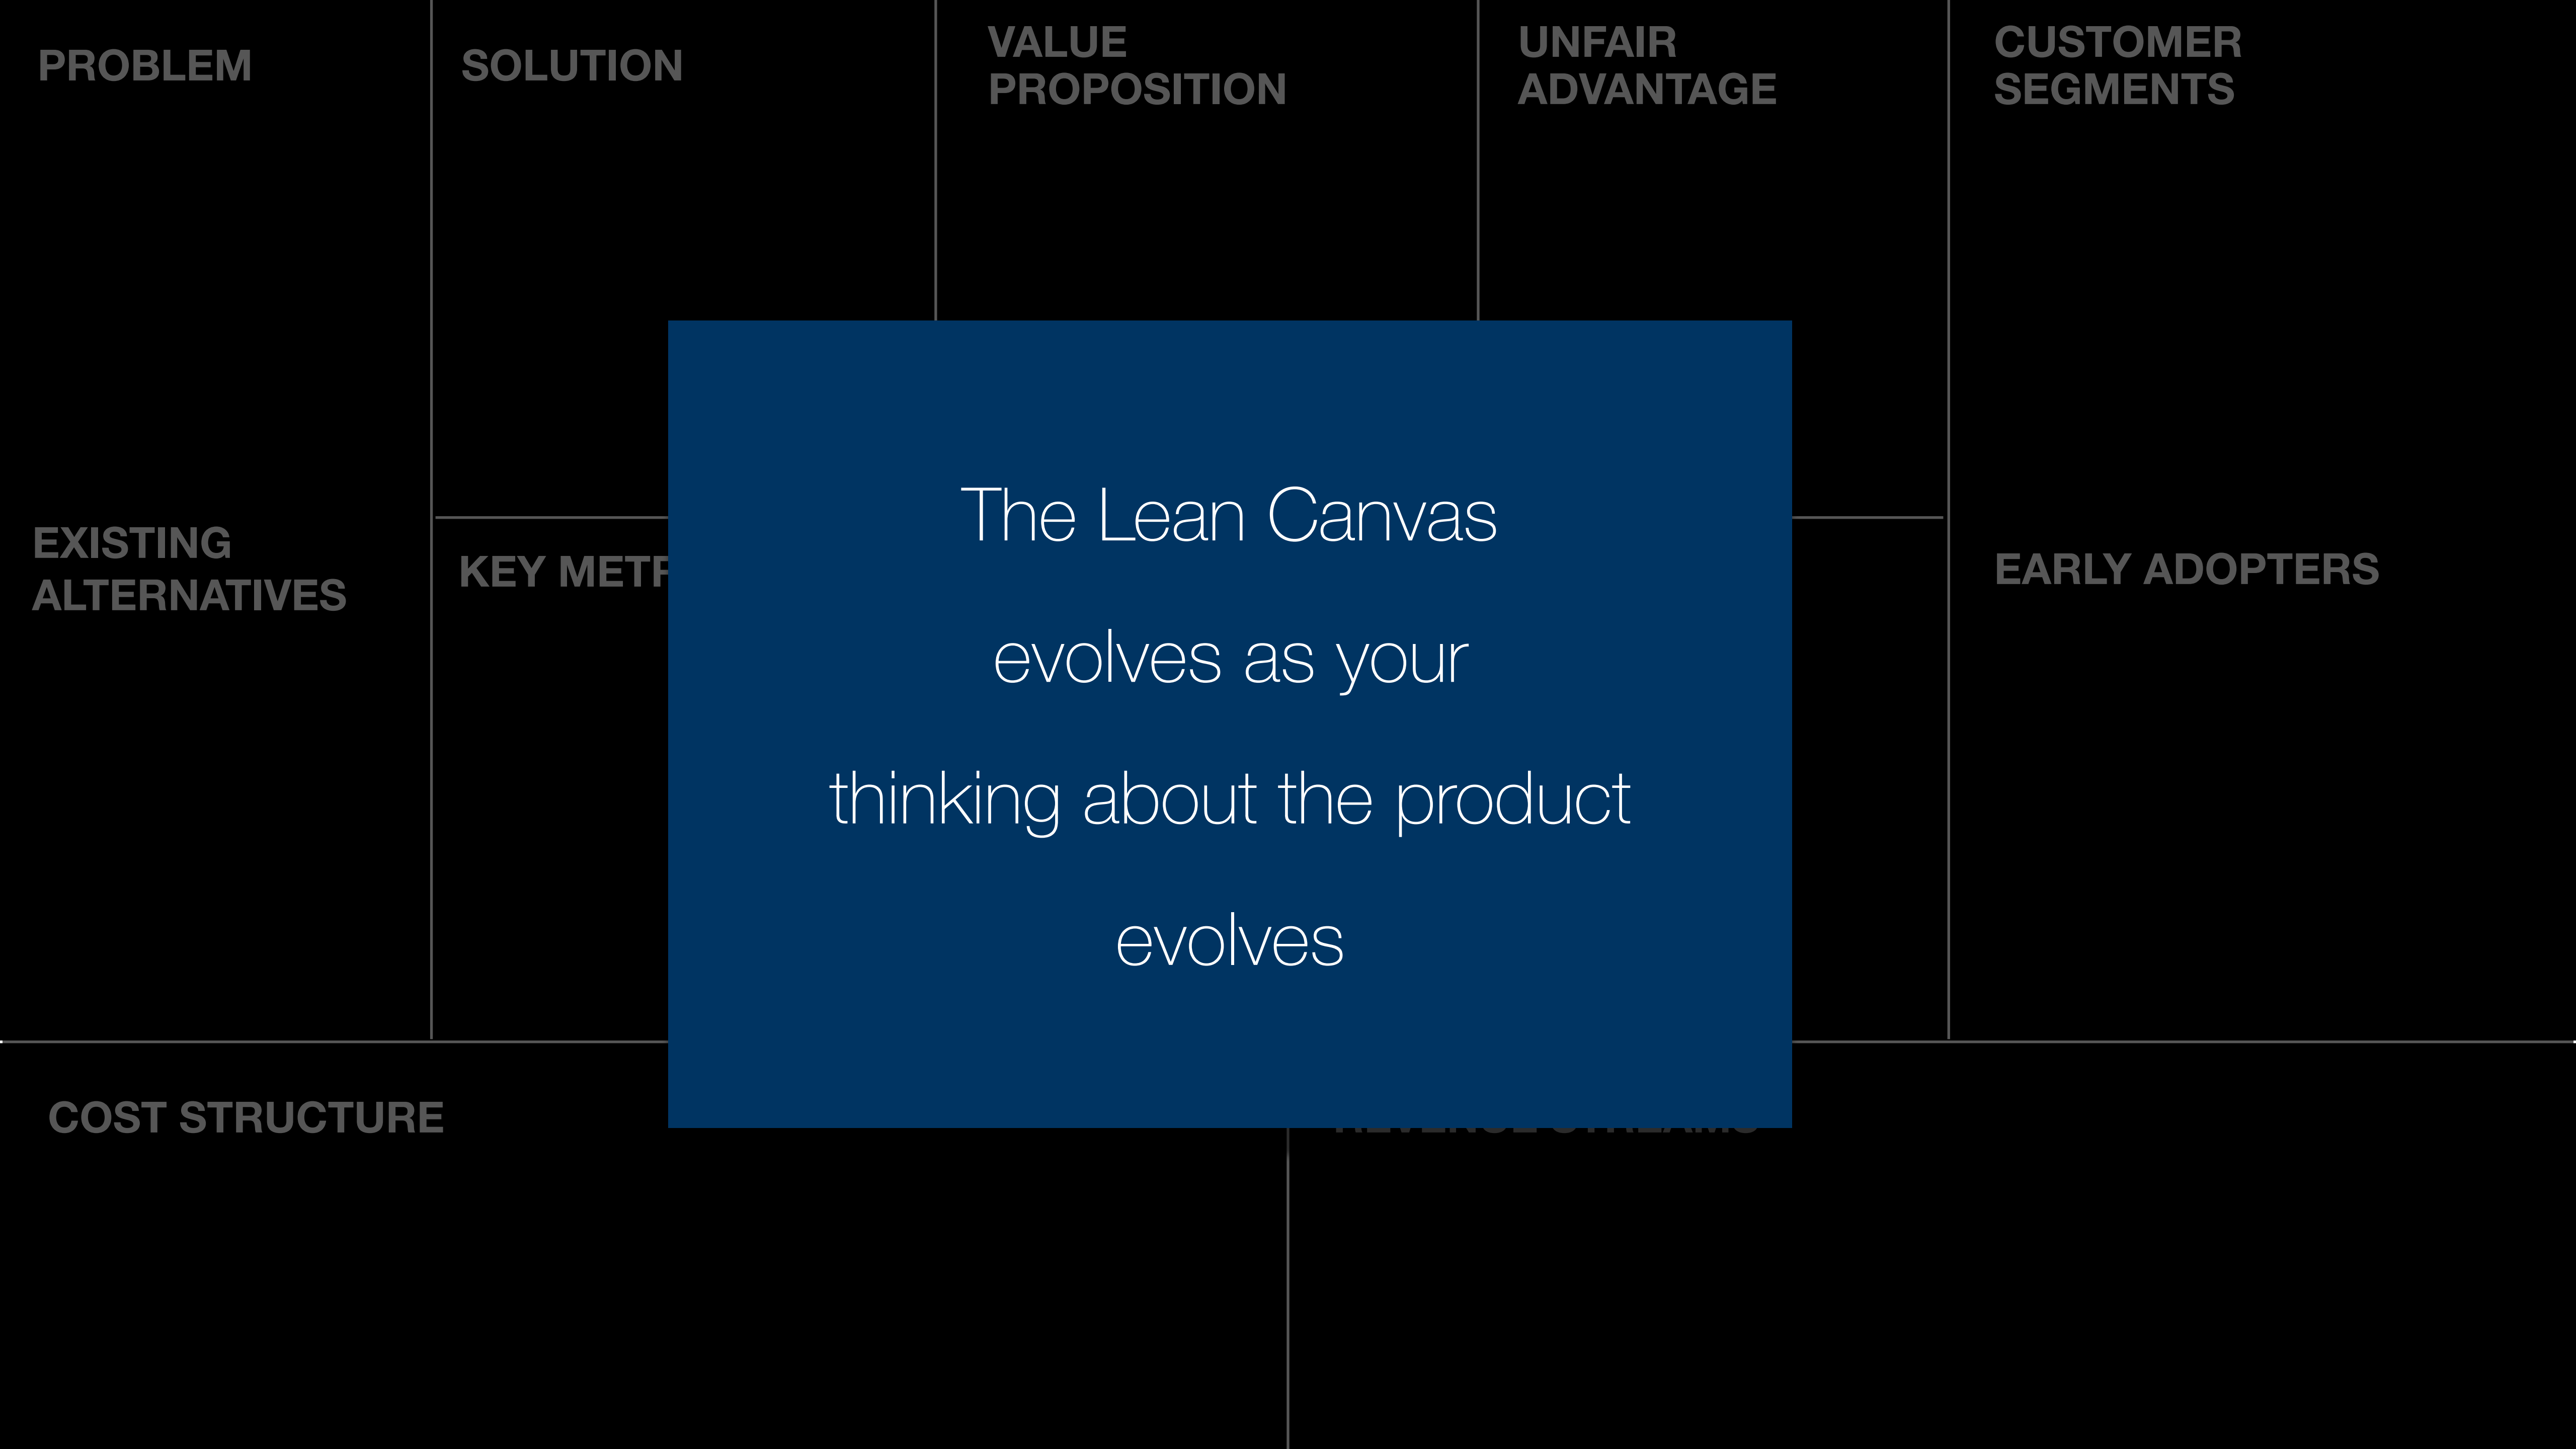 PROBLEM
SOLUTION
VALUE
PROPOSITION
UNFAIR
ADVANTAGE
CUSTOMER
SEGMENTS
EXISTING
ALTERNATIVES
KEY
EARLY ADOPTERS
The Lean Canvas
evolves as your
thinking about the product
evolves
COST STRUCTURE